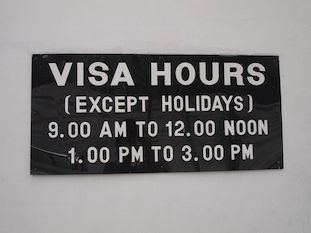 VISA HOURS
(EXCEPT HOLIDAYS)
9.00 AM TO 12.00 NOON
1.00 PM TO 3.00 PM